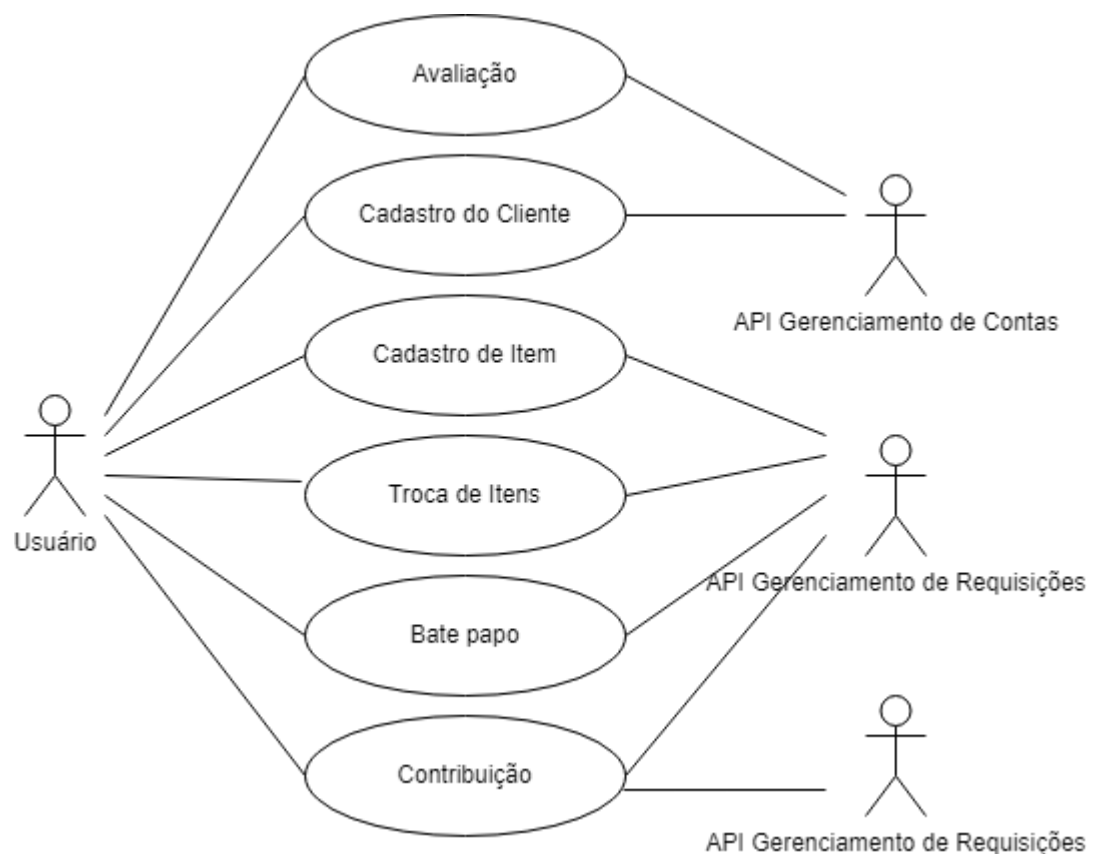 Avaliação
Cadastro do Cliente
API Gerenciamento de Contas
Cadastro de Item
Troca de Itens
Usuário
API Gerenciamento de Requisições
Bate papo
Contribuição
API Gerenciamento de Requisições